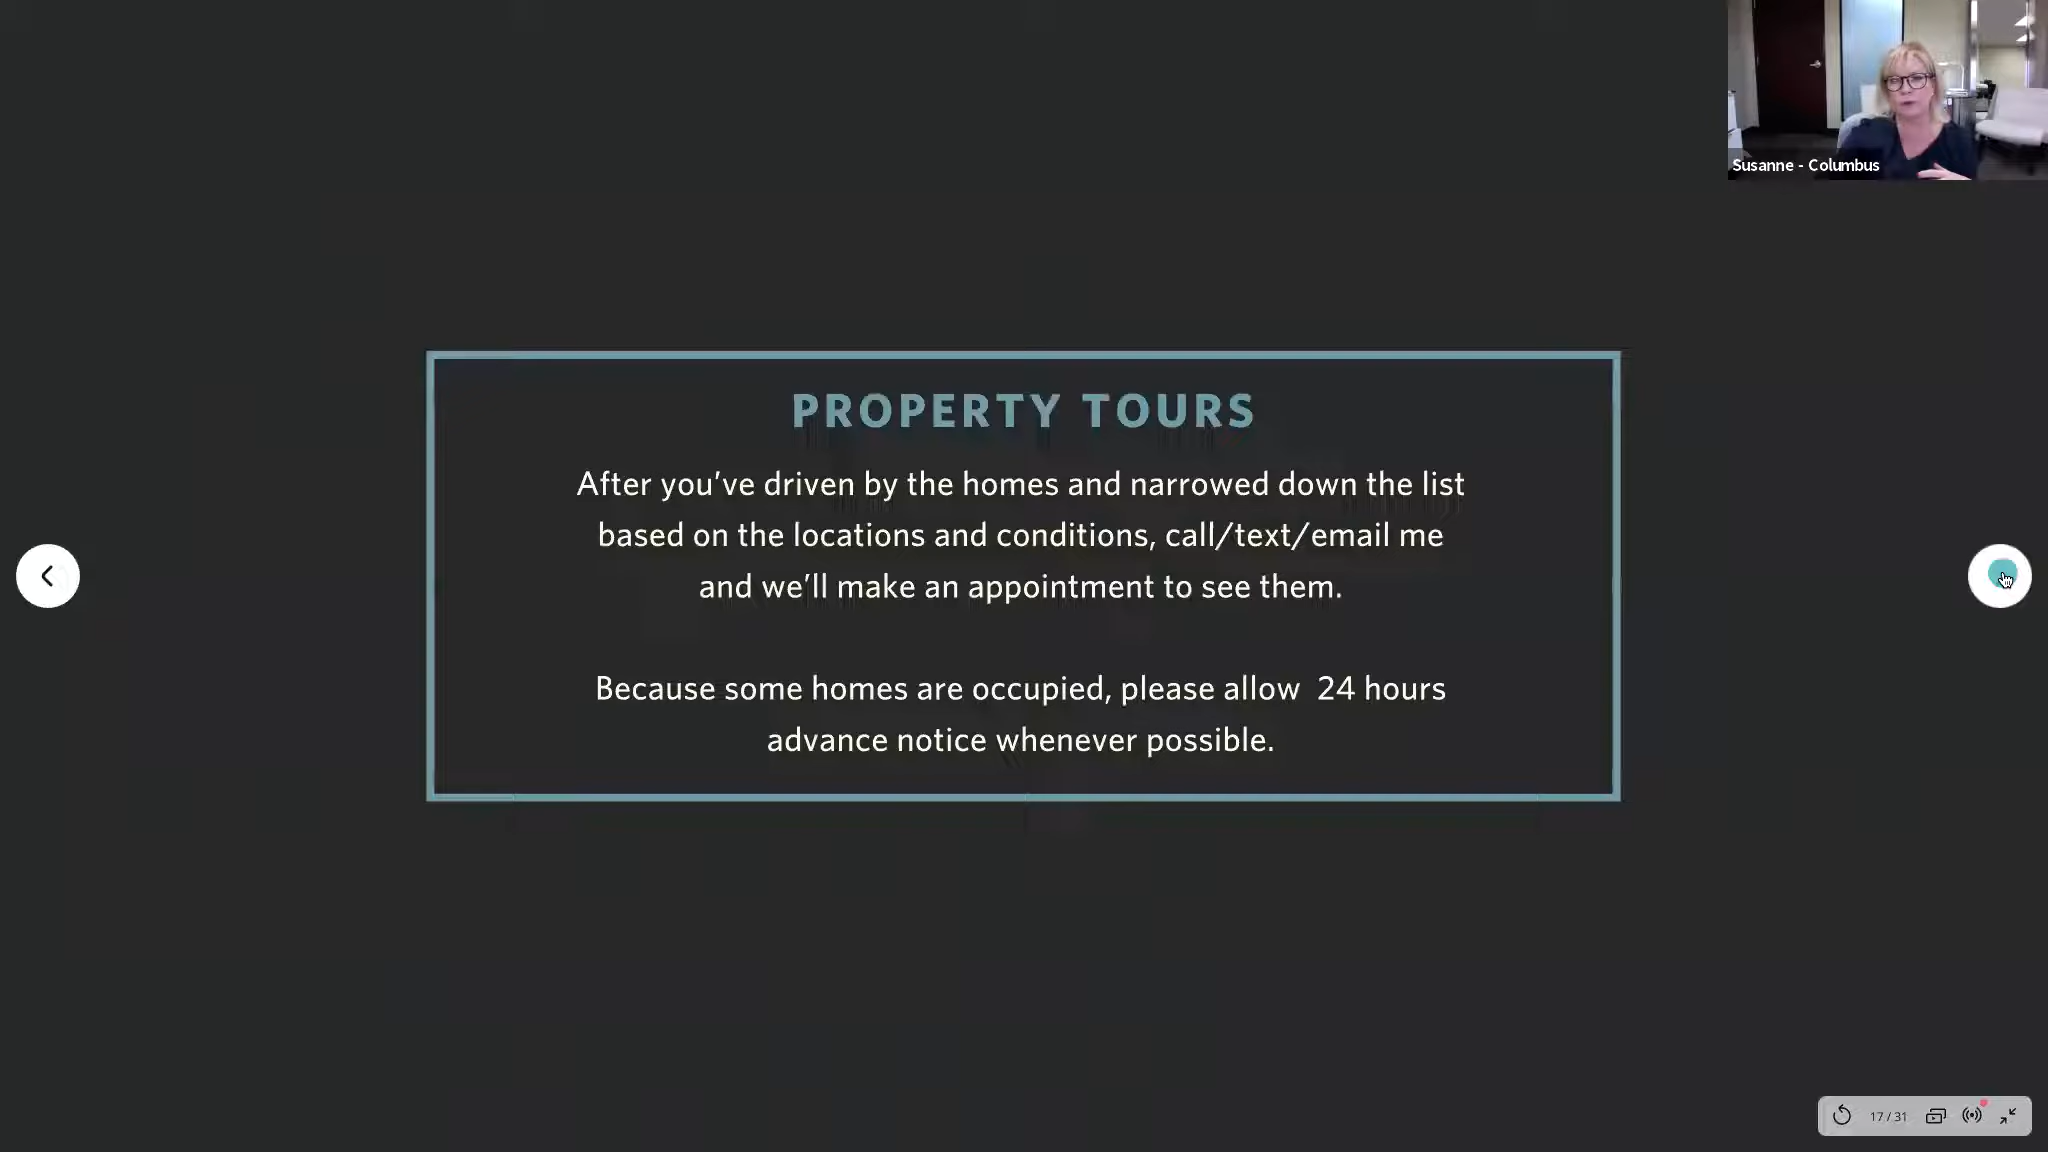 Susanne - Columbus
PROPERTY TOURS
After you’ve driven by the homes and narrowed down the list
based on the locations and conditions, call/text/email me
and we’ll make an appointment to see them.
Because some homes are occupied, please allow  24 hours
advance notice whenever possible.
17 / 31